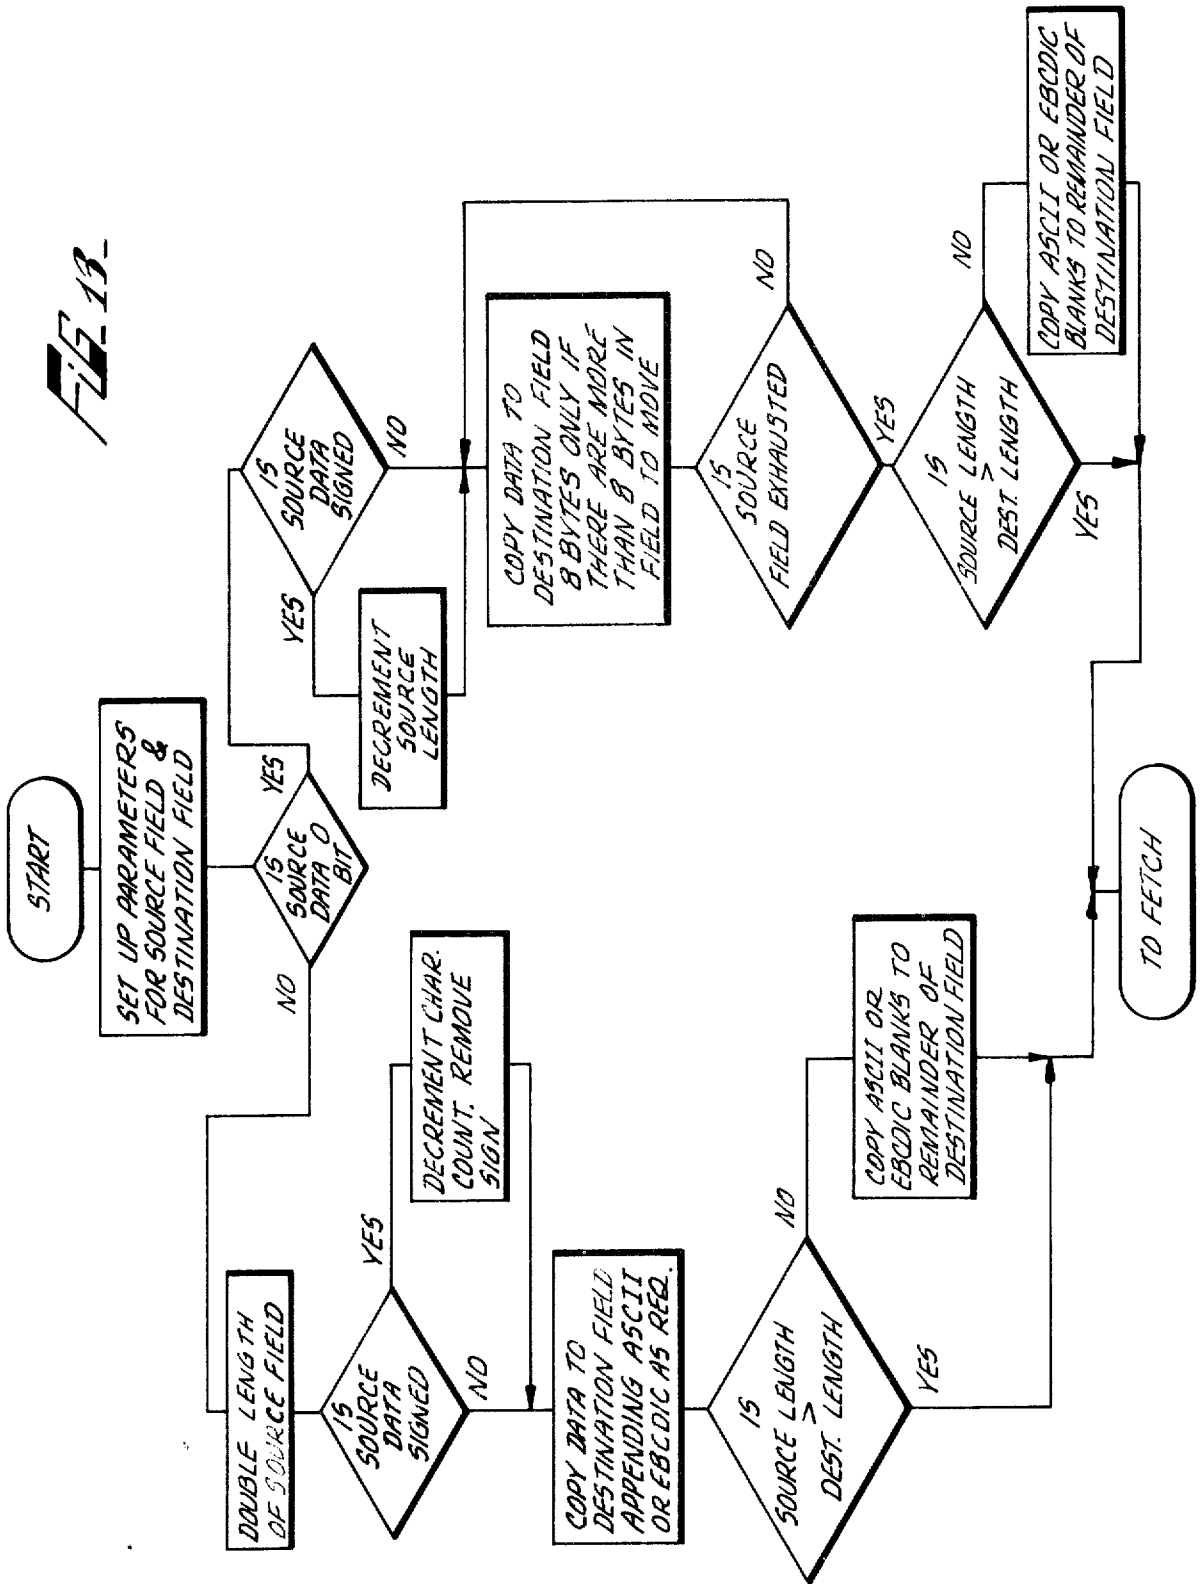 FIG. 13.
START
SET UP PARAMETERS
FOR SOURCE FIELD &
DESTINATION FIELD
IS
SOURCE
DATA 0
BIT
NO
YES
DOUBLE LENGTH
OF SOURCE FIELD
IS
SOURCE
DATA
SIGNED
YES
NO
DECREMENT CHAR.
COUNT. REMOVE
SIGN
COPY DATA TO
DESTINATION FIELD
APPENDING ASCII
OR EBCDIC AS REQ.
IS
SOURCE LENGTH
>
DEST. LENGTH
NO
YES
COPY ASCII OR
EBCDIC BLANKS TO
REMAINDER OF
DESTINATION FIELD
IS
SOURCE
DATA
SIGNED
YES
NO
DECREMENT
SOURCE
LENGTH
COPY DATA TO
DESTINATION FIELD
8 BYTES ONLY IF
THERE ARE MORE
THAN 8 BYTES IN
FIELD TO MOVE
IS
SOURCE
FIELD EXHAUSTED
NO
YES
IS
SOURCE LENGTH
>
DEST. LENGTH
NO
YES
COPY ASCII OR EBCDIC
BLANKS TO REMAINDER OF
DESTINATION FIELD
TO FETCH